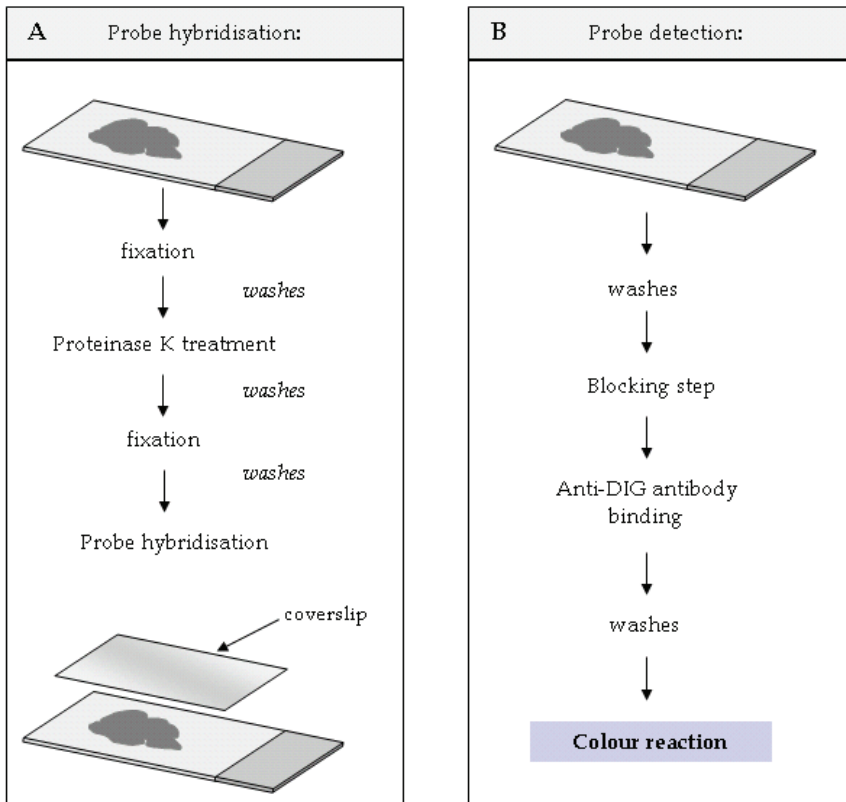 A Probe hybridisation:
fixation
washes
Proteinase K treatment
washes
fixation
washes
Probe hybridisation
coverslip
B Probe detection:
washes
Blocking step
Anti-DIG antibody
binding
washes
Colour reaction